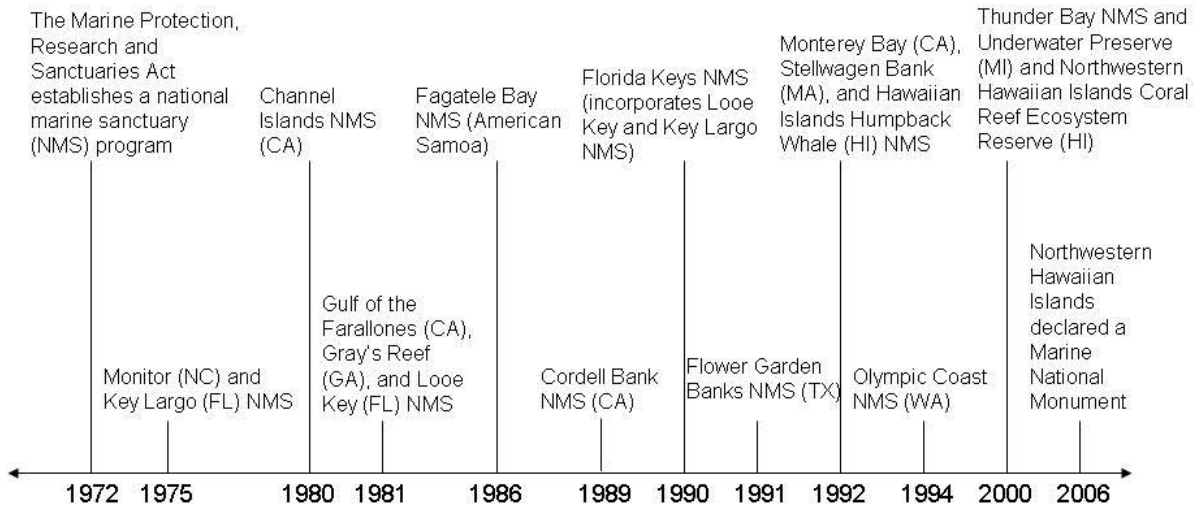 The Marine Protection,
Research and
Sanctuaries Act
establishes a national
marine sanctuary
(NMS) program
Monitor (NC) and
Key Largo (FL) NMS
Channel
Islands NMS
(CA)
Gulf of the
Farallones (CA),
Gray's Reef
(GA), and Looe
Key (FL) NMS
Fagatele Bay
NMS (American
Samoa)
Cordell Bank
NMS (CA)
Florida Keys NMS
(incorporates Looe
Key and Key Largo
NMS)
Flower Garden
Banks NMS (TX)
Monterey Bay (CA),
Stellwagen Bank
(MA), and Hawaiian
Islands Humpback
Whale (HI) NMS
Olympic Coast
NMS (WA)
Thunder Bay NMS and
Underwater Preserve
(MI) and Northwestern
Hawaiian Islands Coral
Reef Ecosystem
Reserve (HI)
Northwestern
Hawaiian
Islands
declared a
Marine
National
Monument
1972 1975 1980 1981 1986 1989 1990 1991 1992 1994 2000 2006